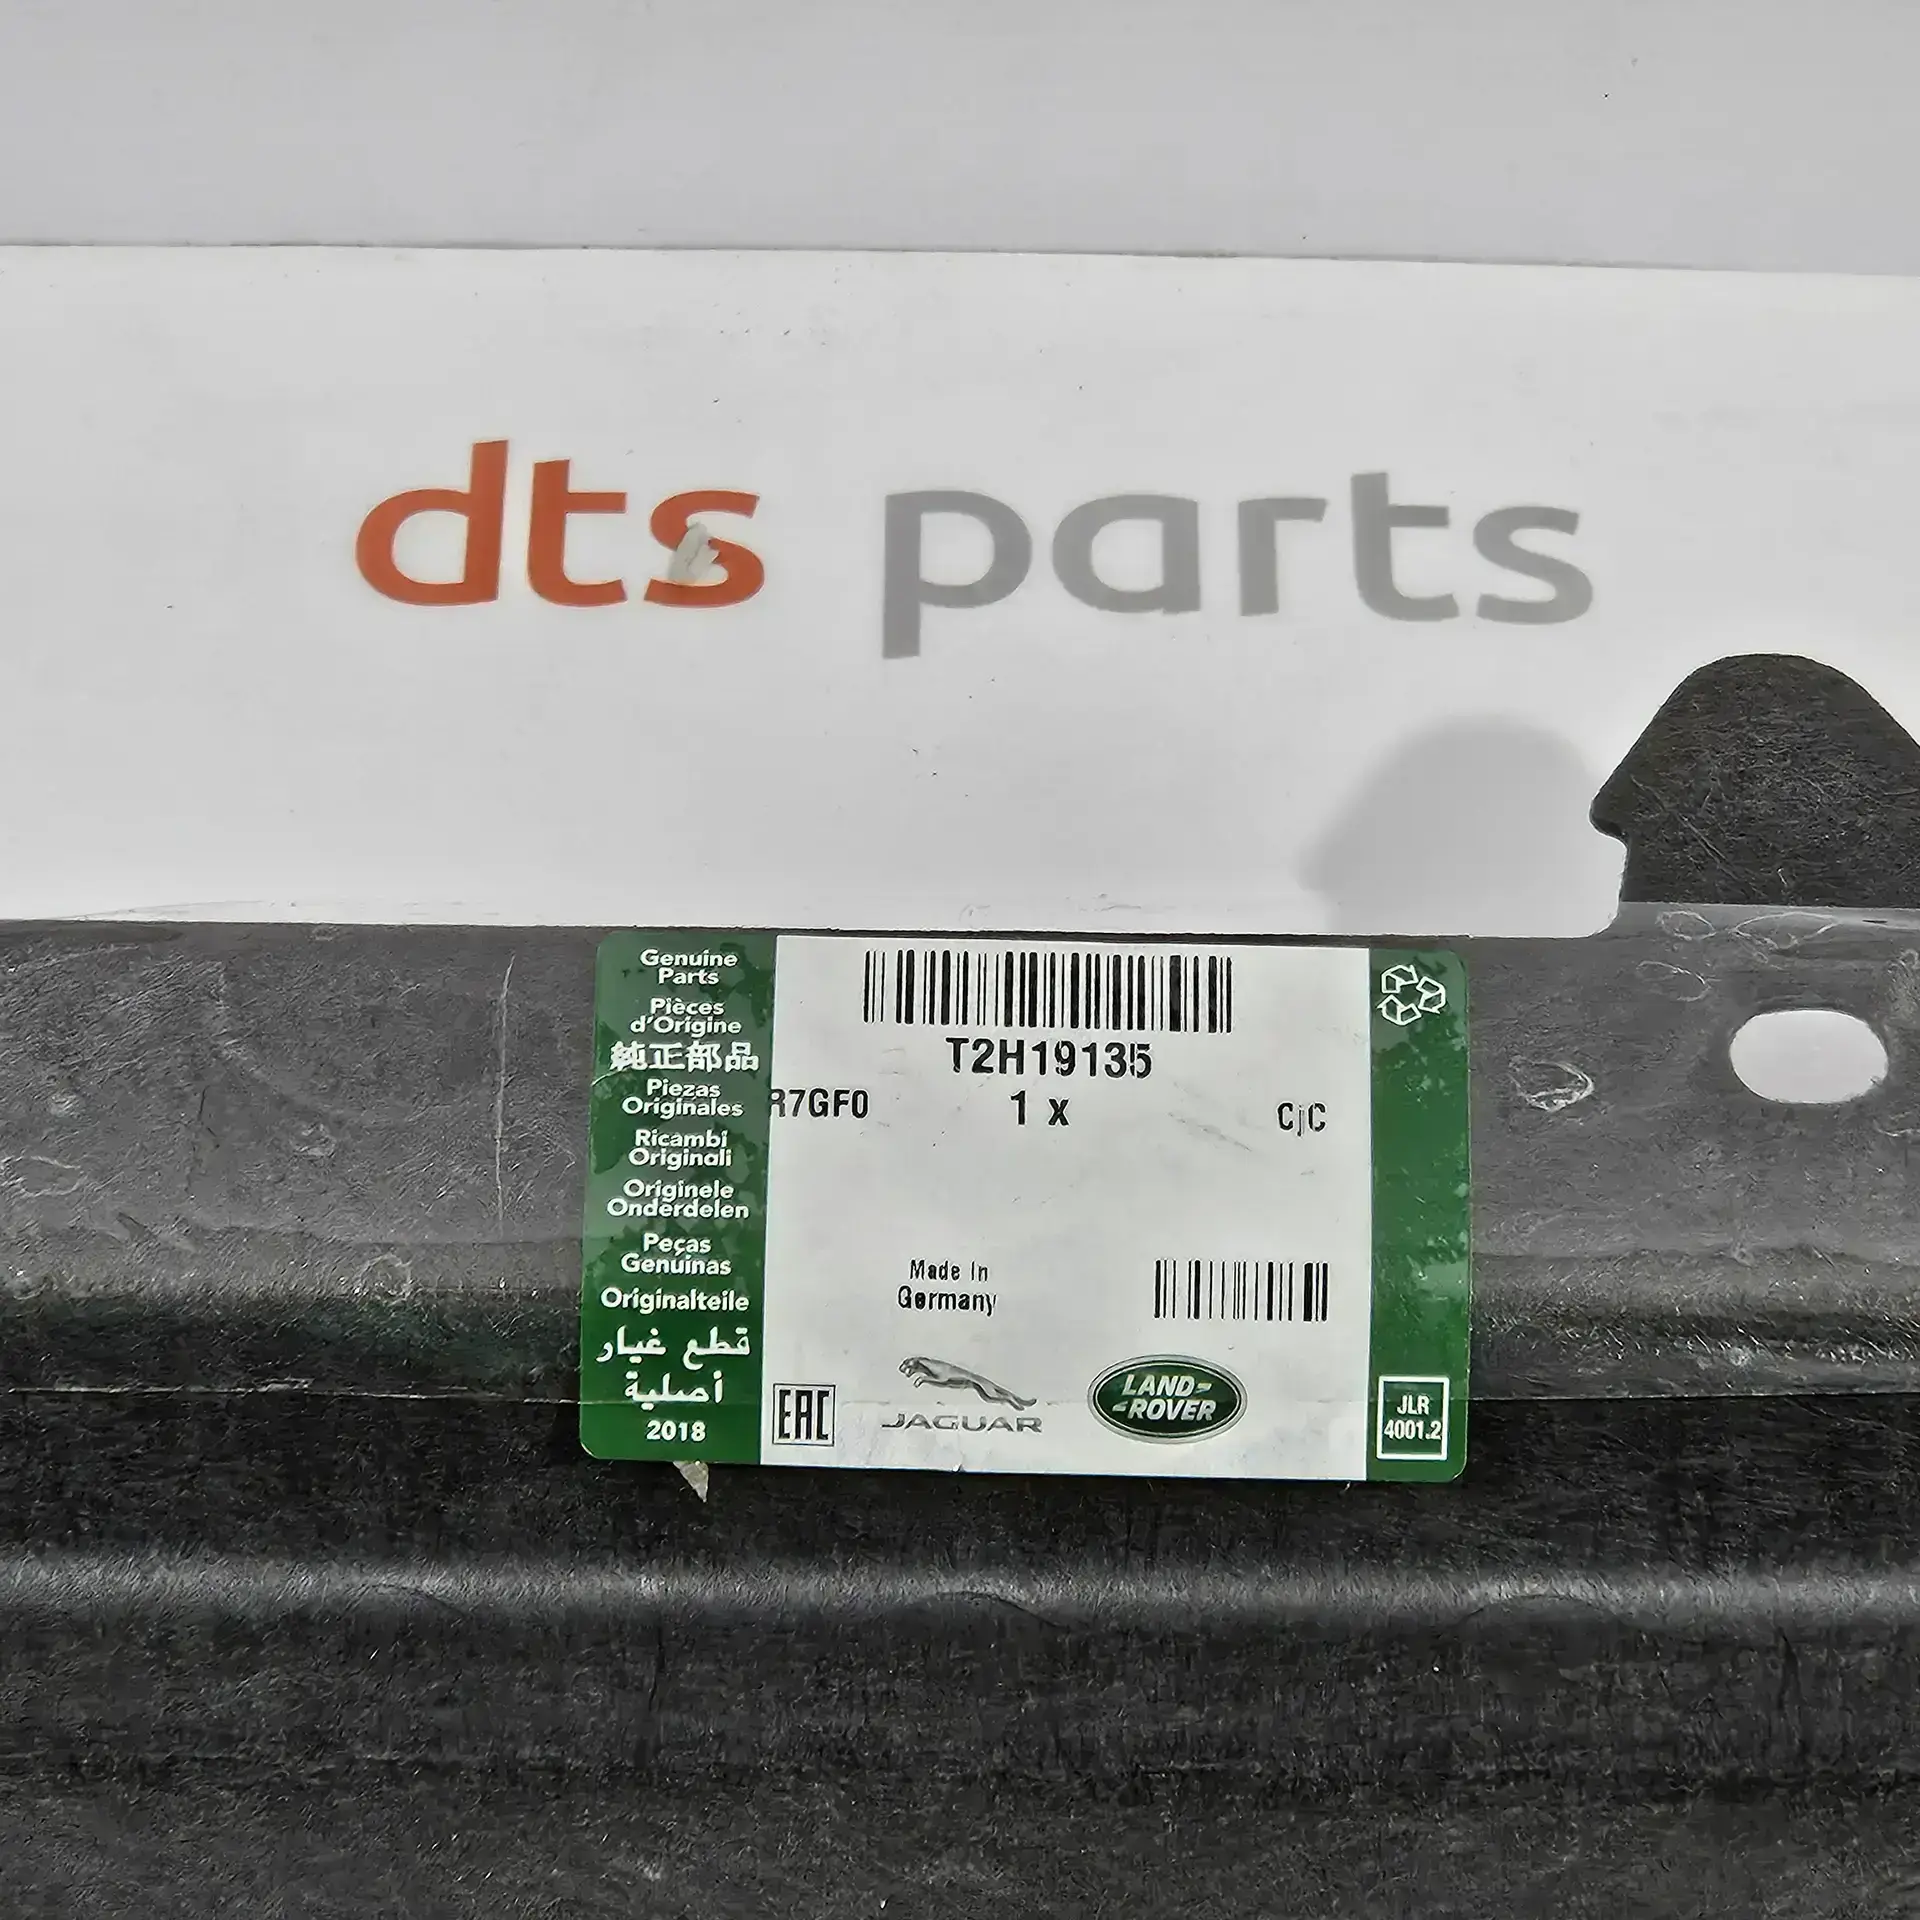 dts parts
Genuine
Parts
Pièces
d'Origine
純正部品
Piezas
Originales
Ricambi
Originali
Originele
Onderdelen
Peças
Genuínas
Originalteile
قطع غيار
أصلية
2018
T2H19135
R7GF0 1 x CjC
Made In
Germany
EAC
JAGUAR
LAND-
-ROVER
JLR
4001.2